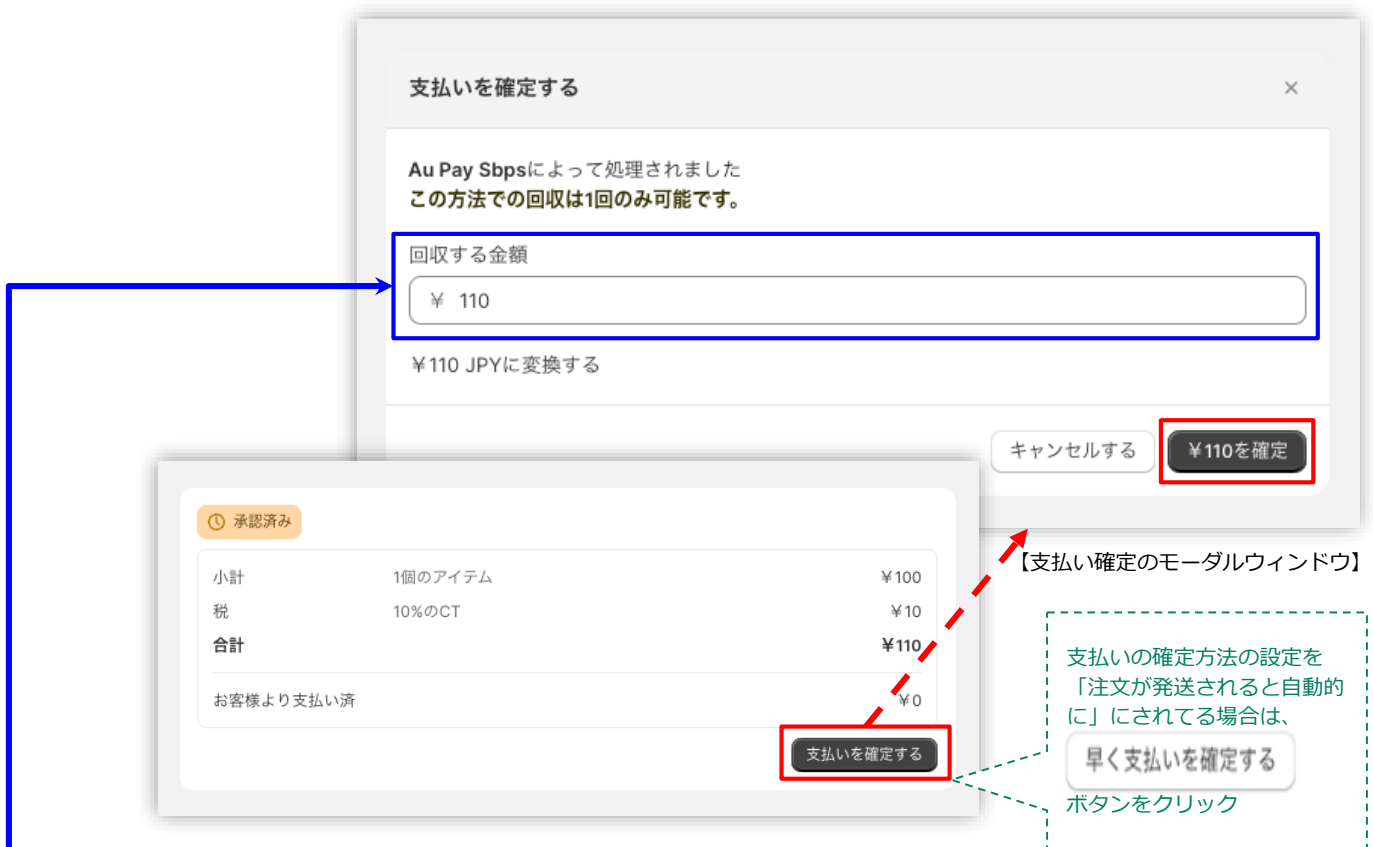 支払いを確定する
×
Au Pay Sbpsによって処理されました
この方法での回収は1回のみ可能です。
回収する金額
¥ 110
¥110 JPYに変換する
キャンセルする
¥110を確定
承認済み
小計 1個のアイテム ¥100
税 10%のCT ¥10
合計 ¥110
お客様より支払い済 ¥0
支払いを確定する
【支払い確定のモーダルウィンドウ】
支払いの確定方法の設定を
「注文が発送されると自動的
に」にされてる場合は、
早く支払いを確定する
ボタンをクリック